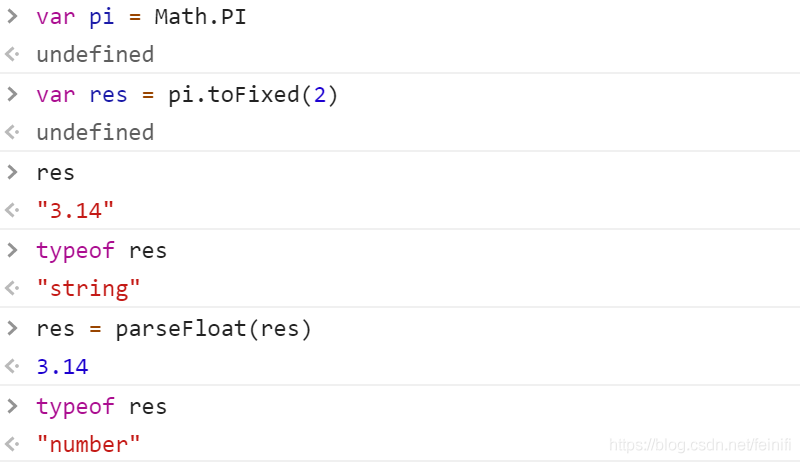 > var pi = Math.PI
undefined
> var res = pi.toFixed(2)
undefined
> res
"3.14"
> typeof res
"string"
> res = parseFloat(res)
3.14
> typeof res
"number"
https://blog.csdn.net/feinifi